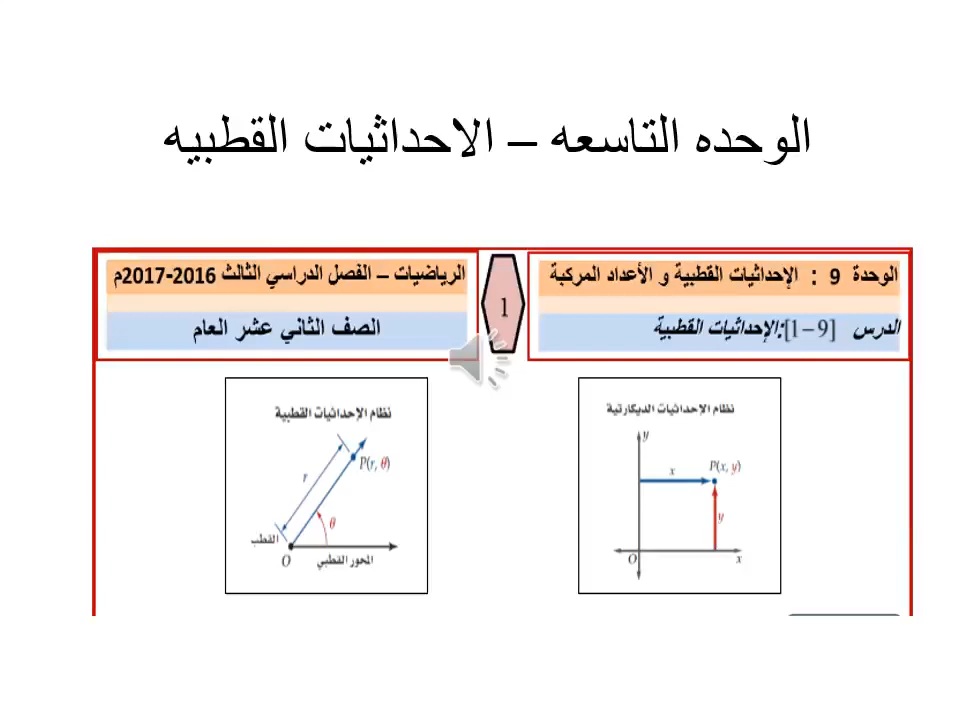 الوحده التاسعه – الاحداثيات القطبيه
الوحدة 9 : الإحداثيات القطبية و الأعداد المركبة
الدرس [1-9]:الإحداثيات القطبية
1
الرياضيات – الفصل الدراسي الثالث 2016-2017م
الصف الثاني عشر العام
نظام الإحداثيات الديكارتية
y
P(x, y)
x
y
O
x
نظام الإحداثيات القطبية
P(r, θ)
r
θ
القطب
O
المحور القطبي